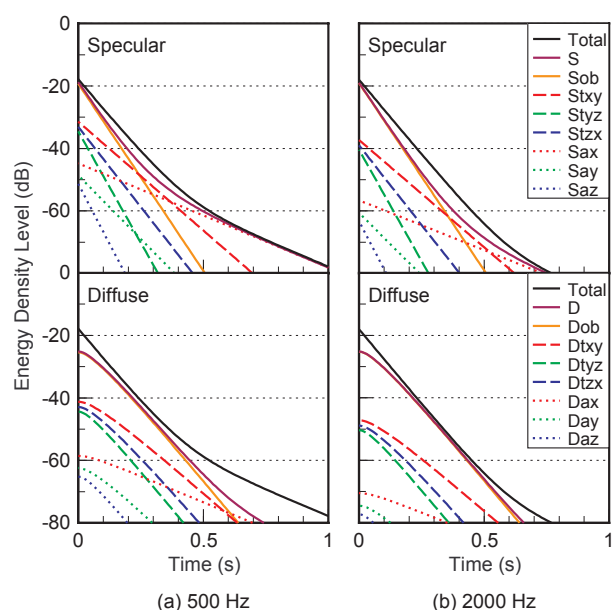 Energy Density Level (dB)
0
-20
-40
-60
0
-20
-40
-60
-80
Specular
Diffuse
0
0.5
1
Time (s)
(a) 500 Hz
Specular
Total
S
Sob
Stxy
Styz
Stzx
Sax
Say
Saz
Diffuse
Total
D
Dob
Dtxy
Dtyz
Dtzx
Dax
Day
Daz
0
0.5
1
Time (s)
(b) 2000 Hz